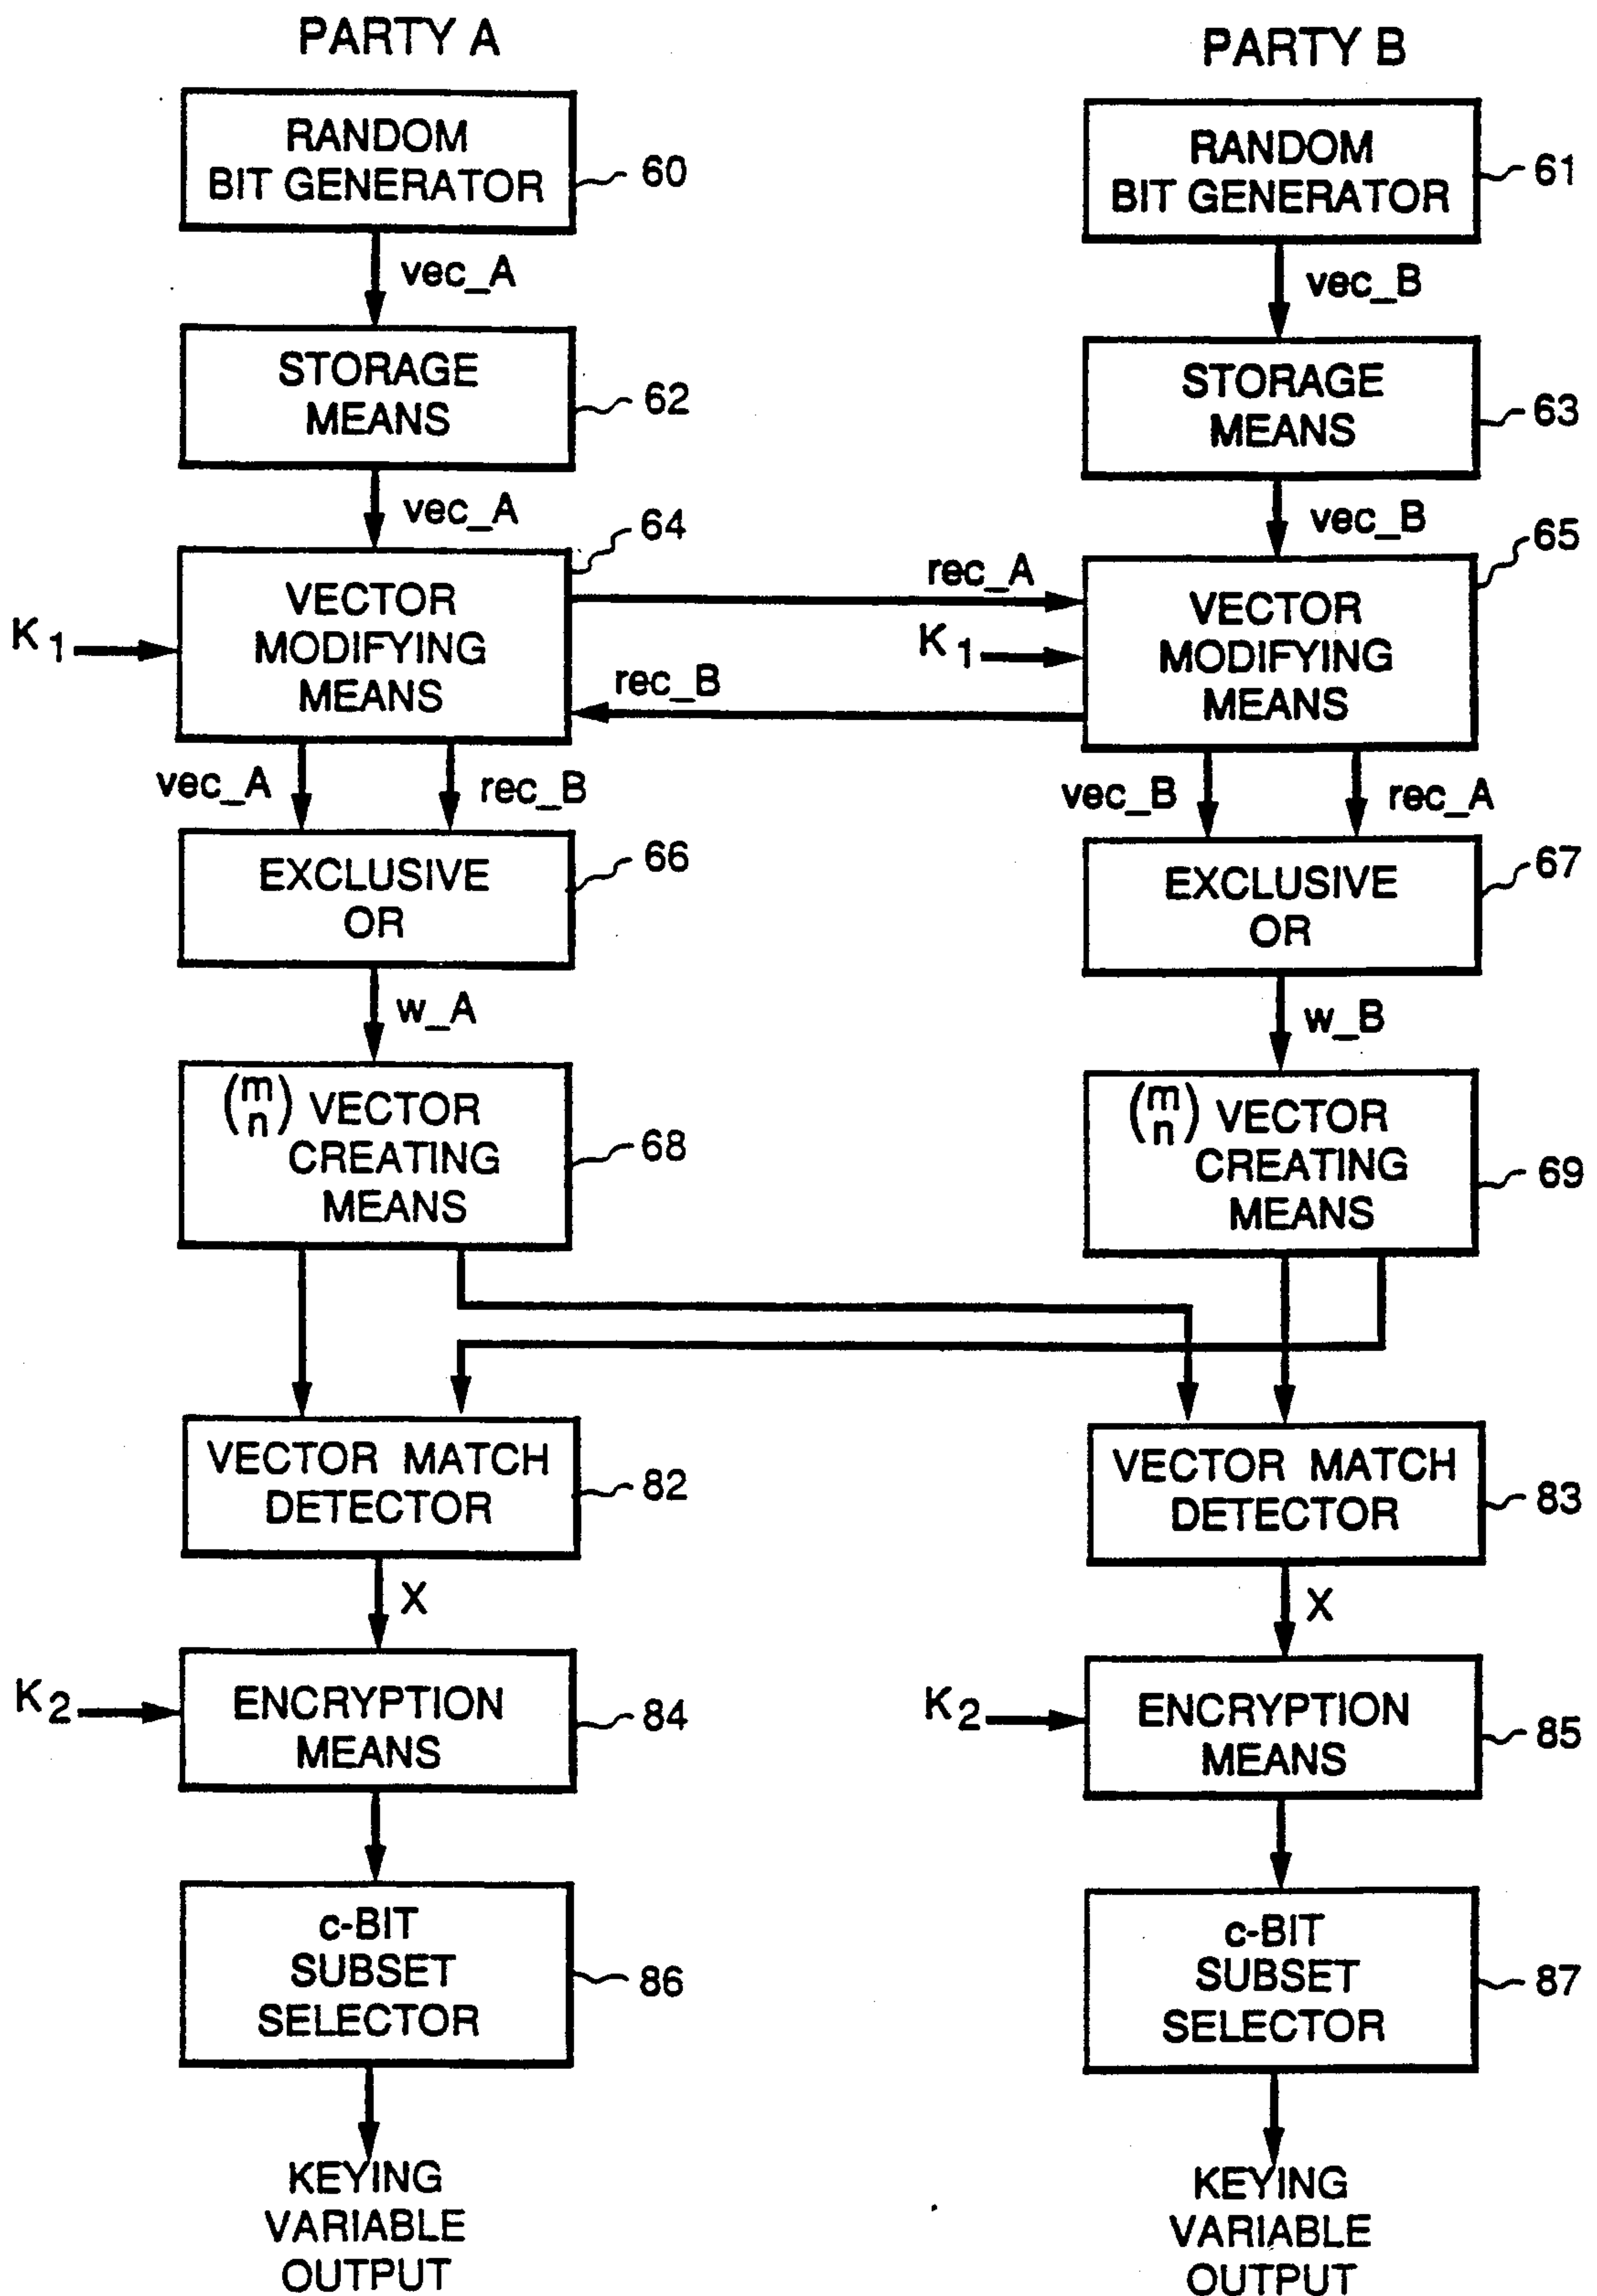 PARTY A
RANDOM
BIT GENERATOR
60
vec_A
STORAGE
MEANS
62
vec_A
64
K1
VECTOR
MODIFYING
MEANS
rec_A
rec_B
vec_A
rec_B
EXCLUSIVE
OR
66
w_A
(m n) VECTOR
CREATING
MEANS
68
VECTOR MATCH
DETECTOR
82
X
K2
ENCRYPTION
MEANS
84
c-BIT
SUBSET
SELECTOR
86
KEYING
VARIABLE
OUTPUT
PARTY B
RANDOM
BIT GENERATOR
61
vec_B
STORAGE
MEANS
63
vec_B
65
K1
VECTOR
MODIFYING
MEANS
vec_B
rec_A
EXCLUSIVE
OR
67
w_B
(m n) VECTOR
CREATING
MEANS
69
VECTOR MATCH
DETECTOR
83
X
K2
ENCRYPTION
MEANS
85
c-BIT
SUBSET
SELECTOR
87
KEYING
VARIABLE
OUTPUT